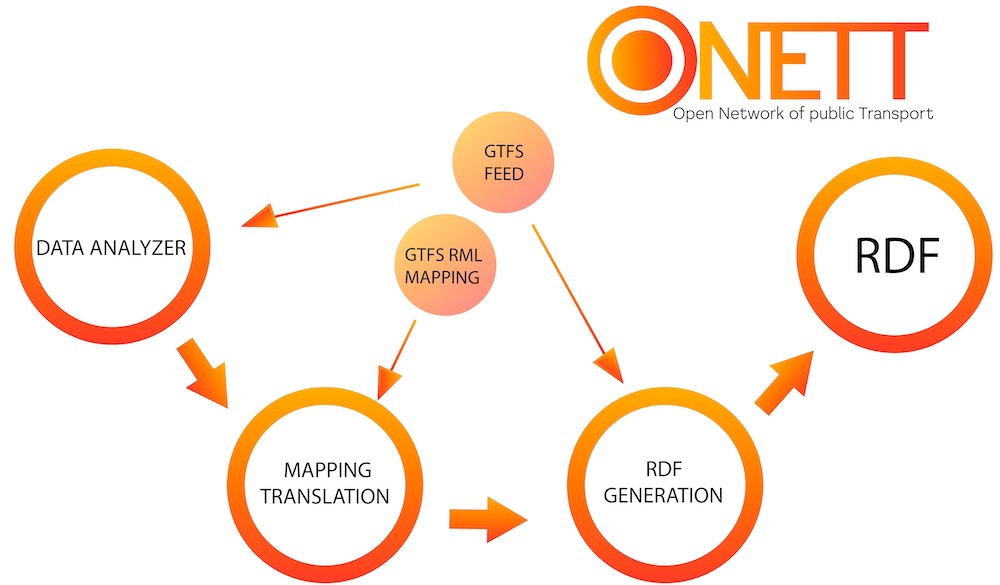 ONETT
Open Network of public Transport
GTFS
FEED
DATA ANALYZER
GTFS RML
MAPPING
RDF
MAPPING
TRANSLATION
RDF
GENERATION